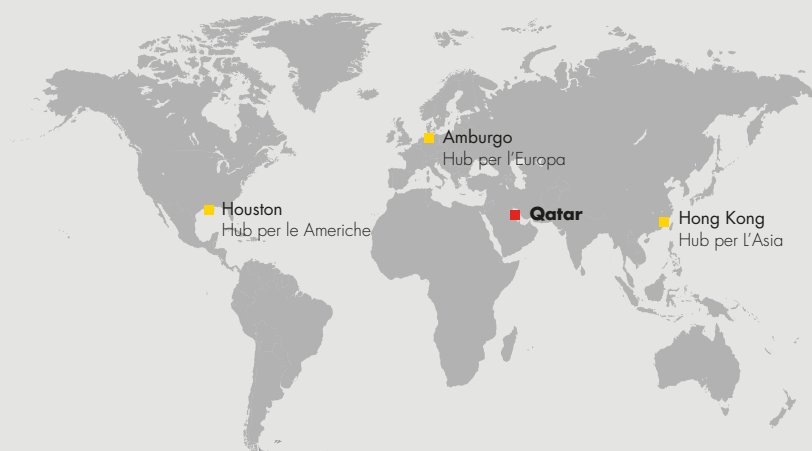 Amburgo
Hub per l'Europa
Houston
Hub per le Americhe
Qatar
Hong Kong
Hub per L'Asia